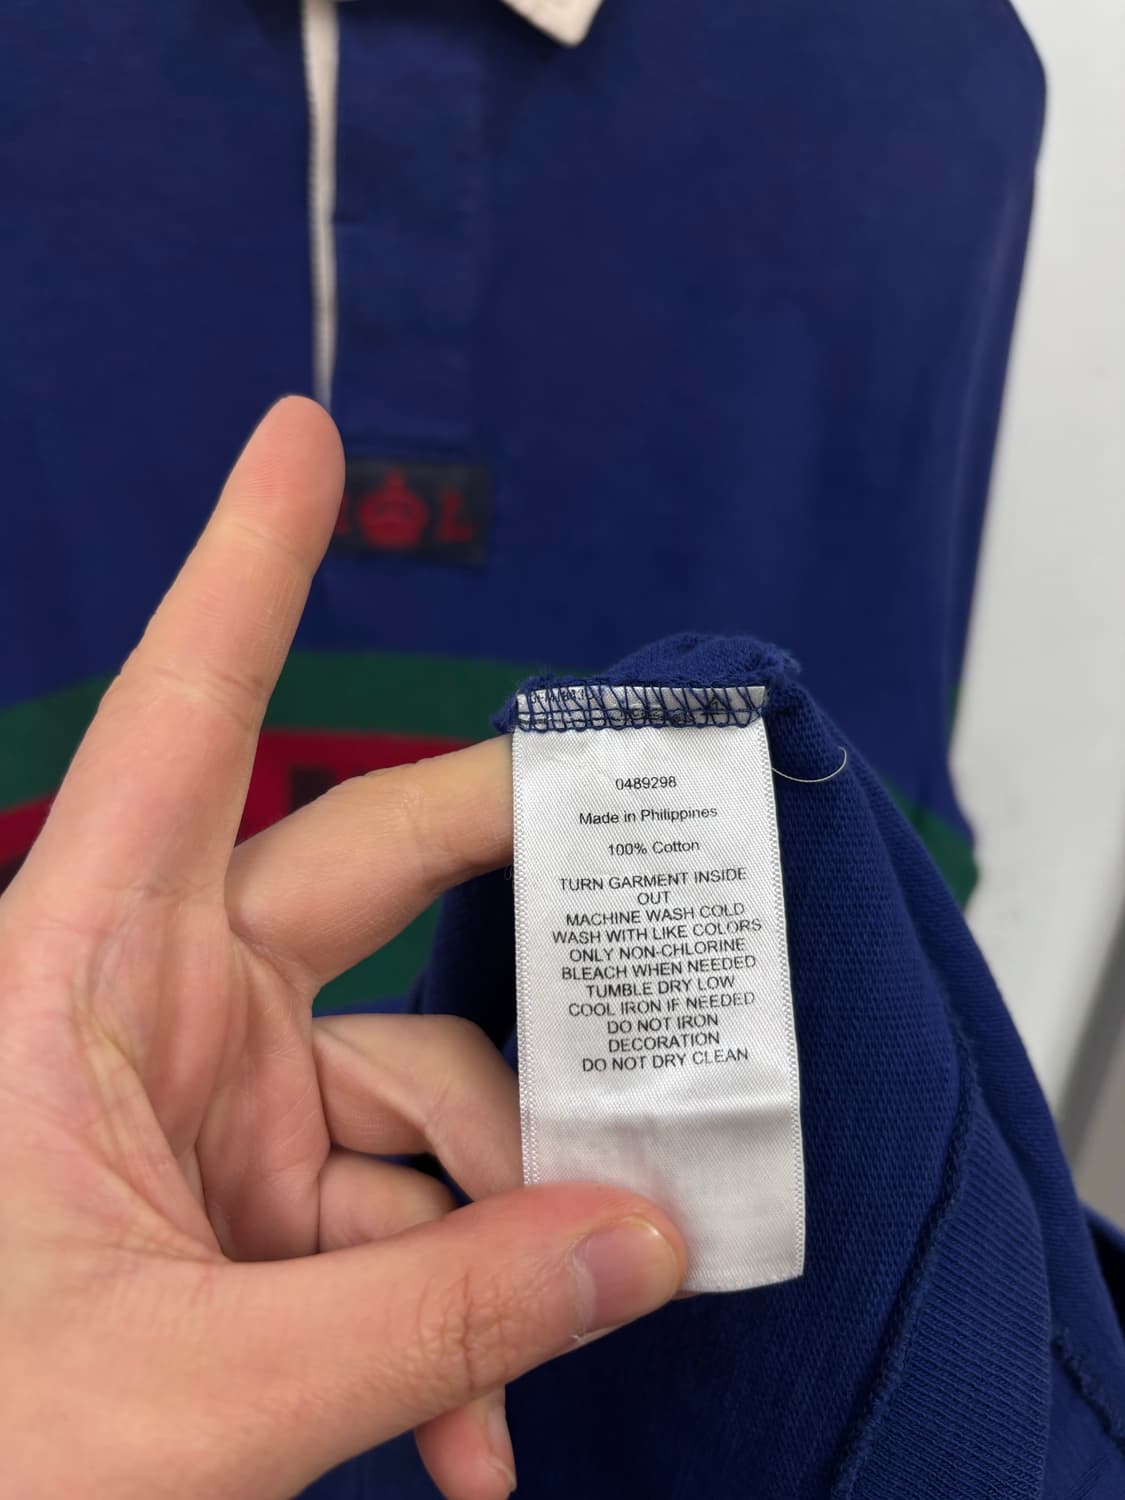 L
0489298
Made in Philippines
100% Cotton
TURN GARMENT INSIDE
OUT
MACHINE WASH COLD
WASH WITH LIKE COLORS
ONLY NON-CHLORINE
BLEACH WHEN NEEDED
TUMBLE DRY LOW
COOL IRON IF NEEDED
DO NOT IRON
DECORATION
DO NOT DRY CLEAN